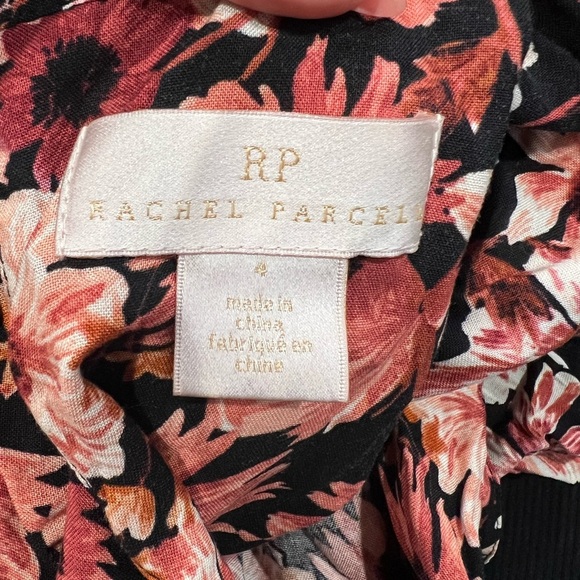 RP
RACHEL PARCELL
4
made in
china
fabriqué en
chine